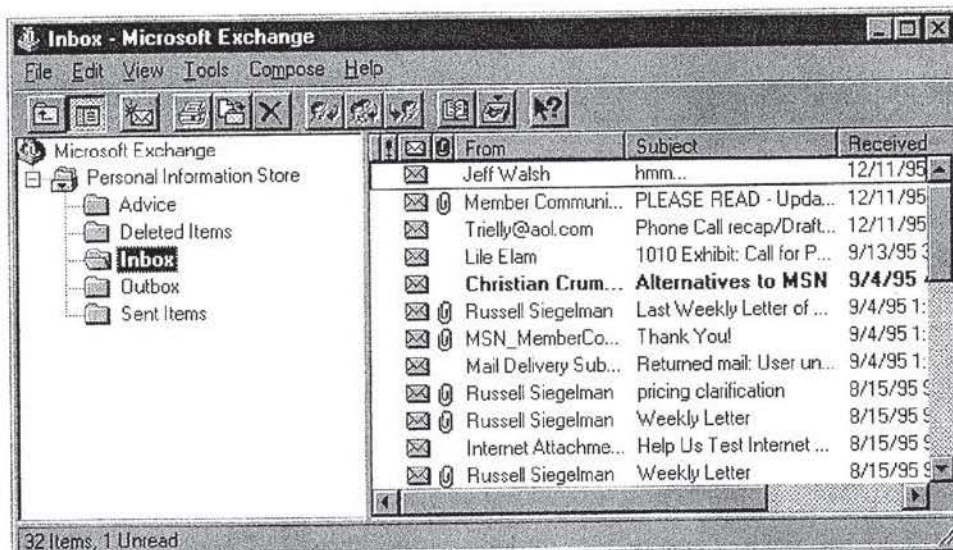 Inbox - Microsoft Exchange
File Edit View Tools Compose Help
Microsoft Exchange
Personal Information Store
Advice
Deleted Items
Inbox
Outbox
Sent Items
From Subject Received
Jeff Walsh hmm... 12/11/95
Member Communi... PLEASE READ - Upda... 12/11/95
Trielly@aol.com Phone Call recap/Draft... 12/11/95
Lile Elam 1010 Exhibit: Call for P... 9/13/95 3
Christian Crum... Alternatives to MSN 9/4/95
Russell Siegelman Last Weekly Letter of ... 9/4/95 1:
MSN_MemberCo... Thank You! 9/4/95 1:
Mail Delivery Sub... Returned mail: User un... 9/4/95 1:
Russell Siegelman pricing clarification 8/15/95 9
Russell Siegelman Weekly Letter 8/15/95 9
Internet Attachme... Help Us Test Internet ... 8/15/95 9
Russell Siegelman Weekly Letter 8/15/95 9
32 Items, 1 Unread